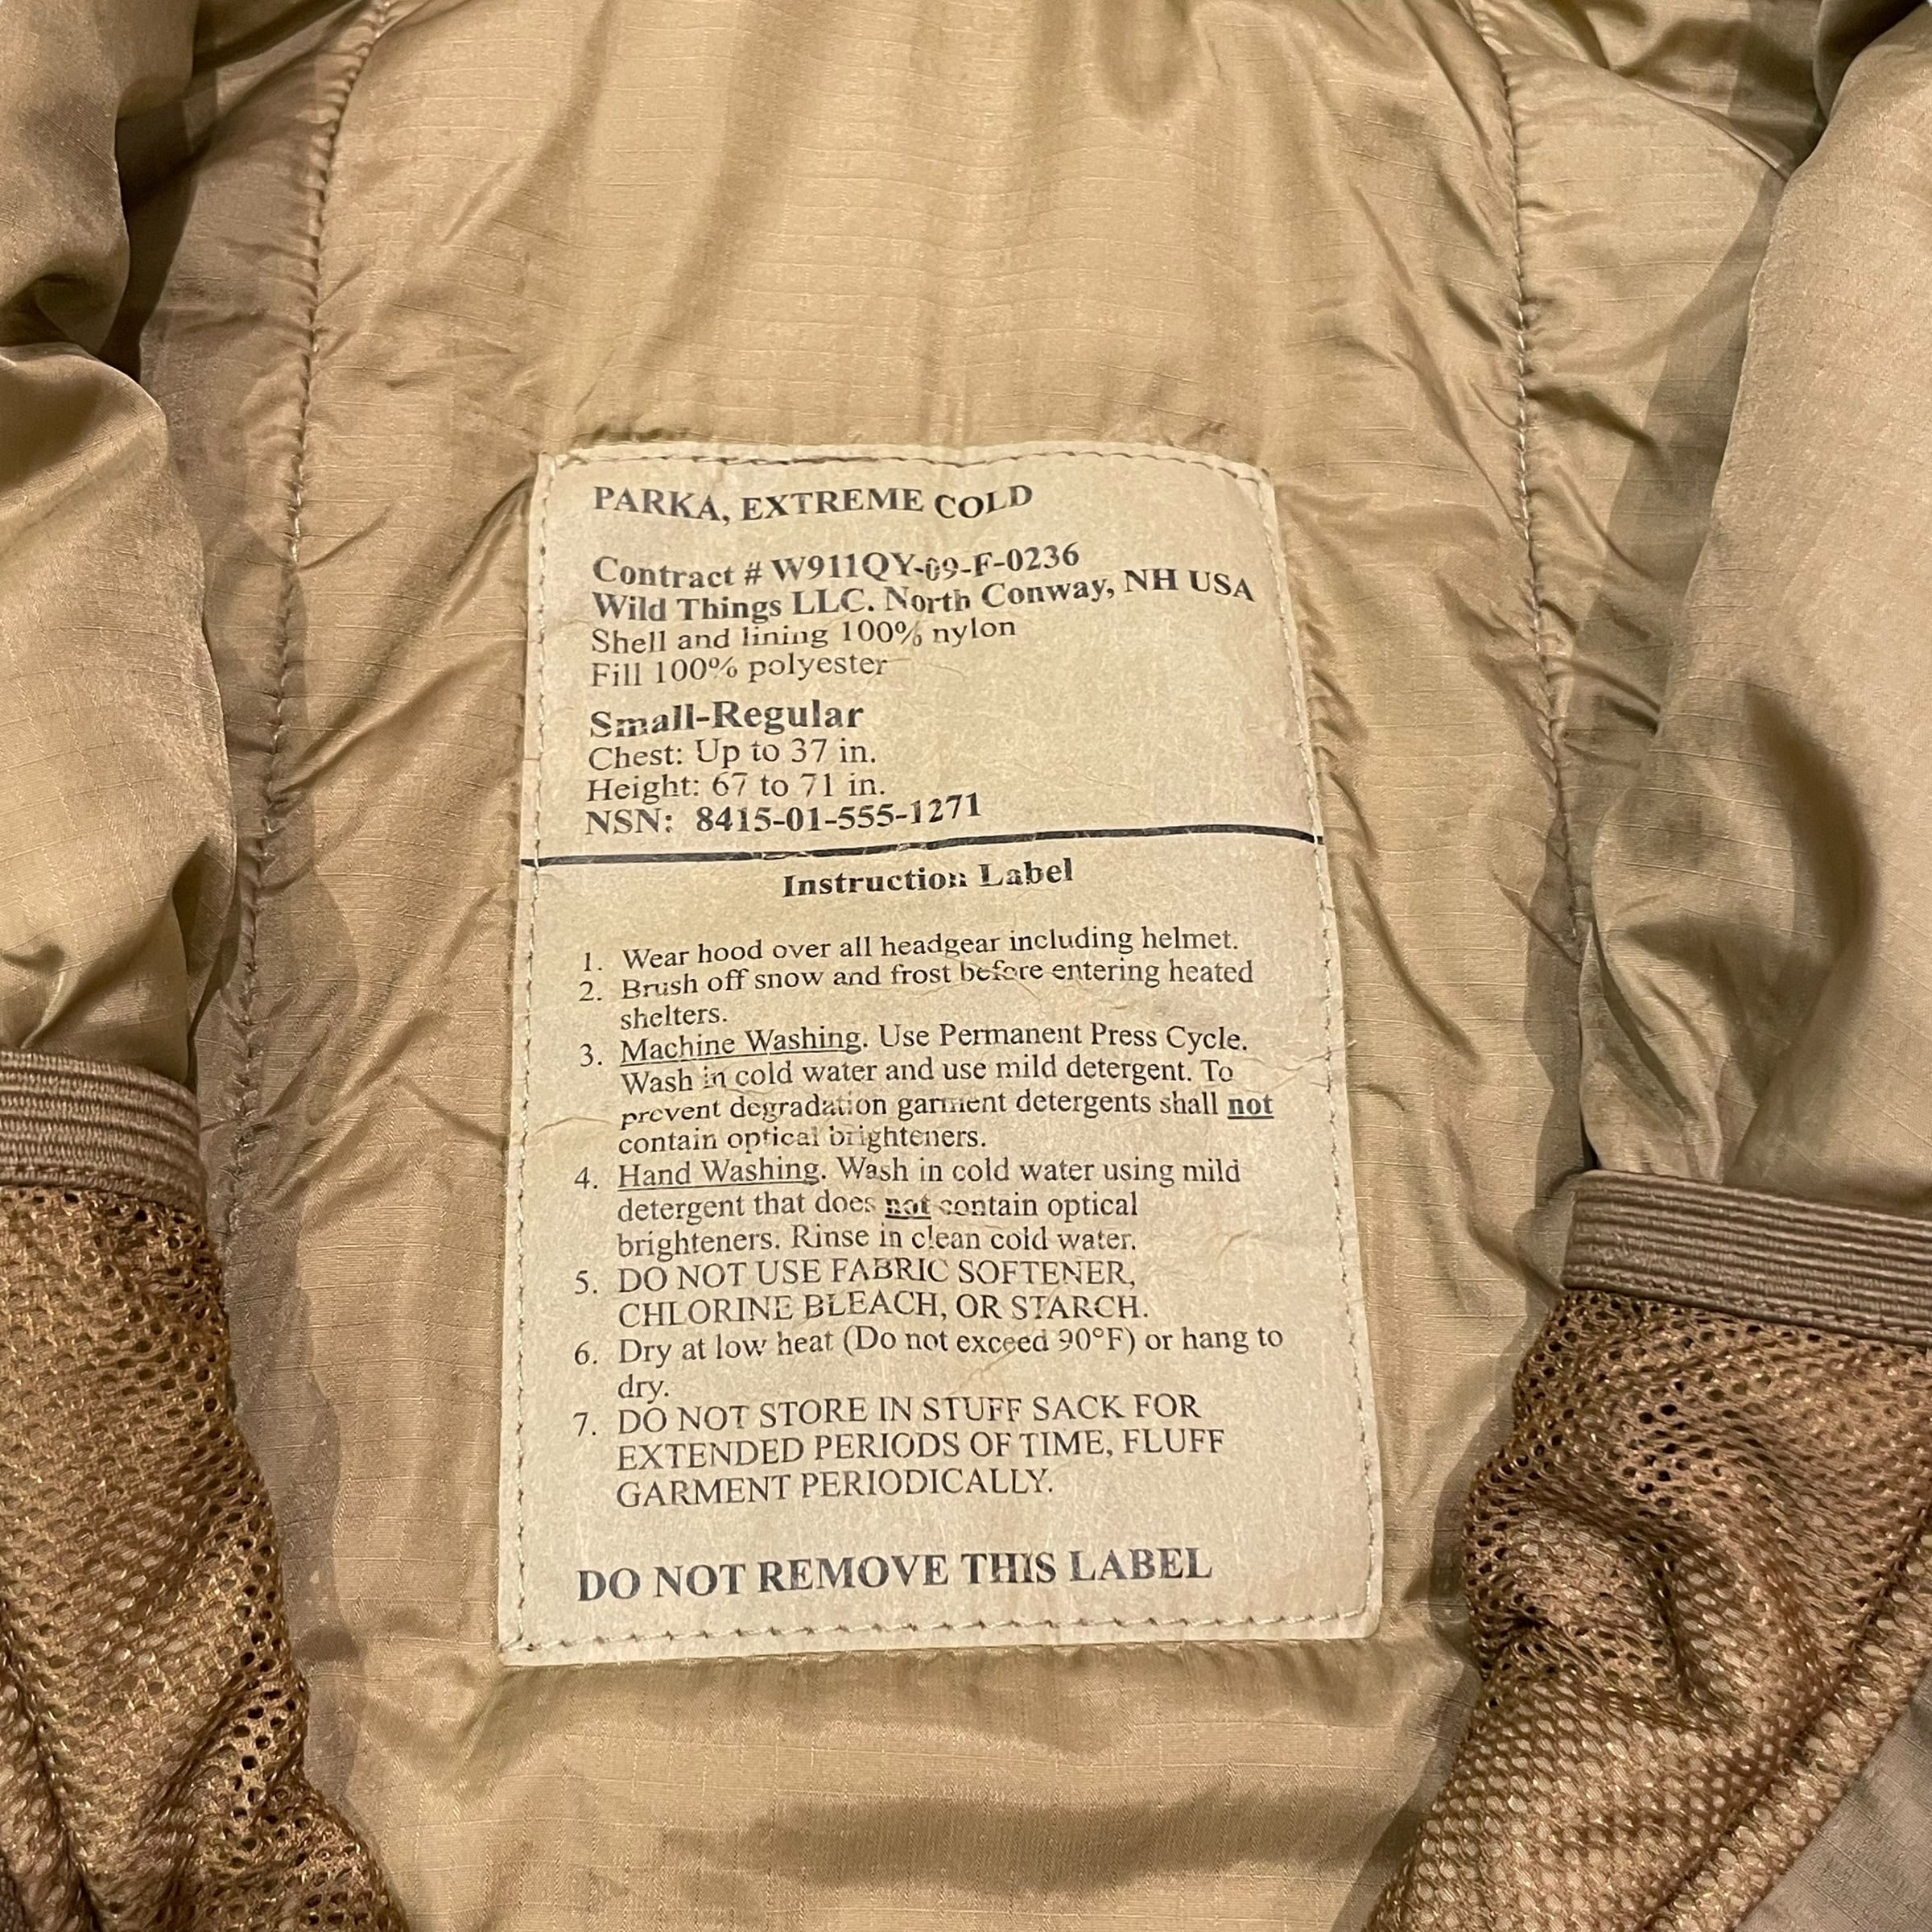 PARKA, EXTREME COLD
Contract # W911QY-09-F-0236
Wild Things LLC. North Conway, NH USA
Shell and lining 100% nylon
Fill 100% polyester
Small-Regular
Chest: Up to 37 in.
Height: 67 to 71 in.
NSN: 8415-01-555-1271
Instruction Label
1. Wear hood over all headgear including helmet.
2. Brush off snow and frost before entering heated
shelters.
3. Machine Washing. Use Permanent Press Cycle.
Wash in cold water and use mild detergent. To
prevent degradation garment detergents shall not
contain optical brighteners.
4. Hand Washing. Wash in cold water using mild
detergent that does not contain optical
brighteners. Rinse in clean cold water.
5. DO NOT USE FABRIC SOFTENER,
CHLORINE BLEACH, OR STARCH.
6. Dry at low heat (Do not exceed 90°F) or hang to
dry.
7. DO NOT STORE IN STUFF SACK FOR
EXTENDED PERIODS OF TIME, FLUFF
GARMENT PERIODICALLY.
DO NOT REMOVE THIS LABEL